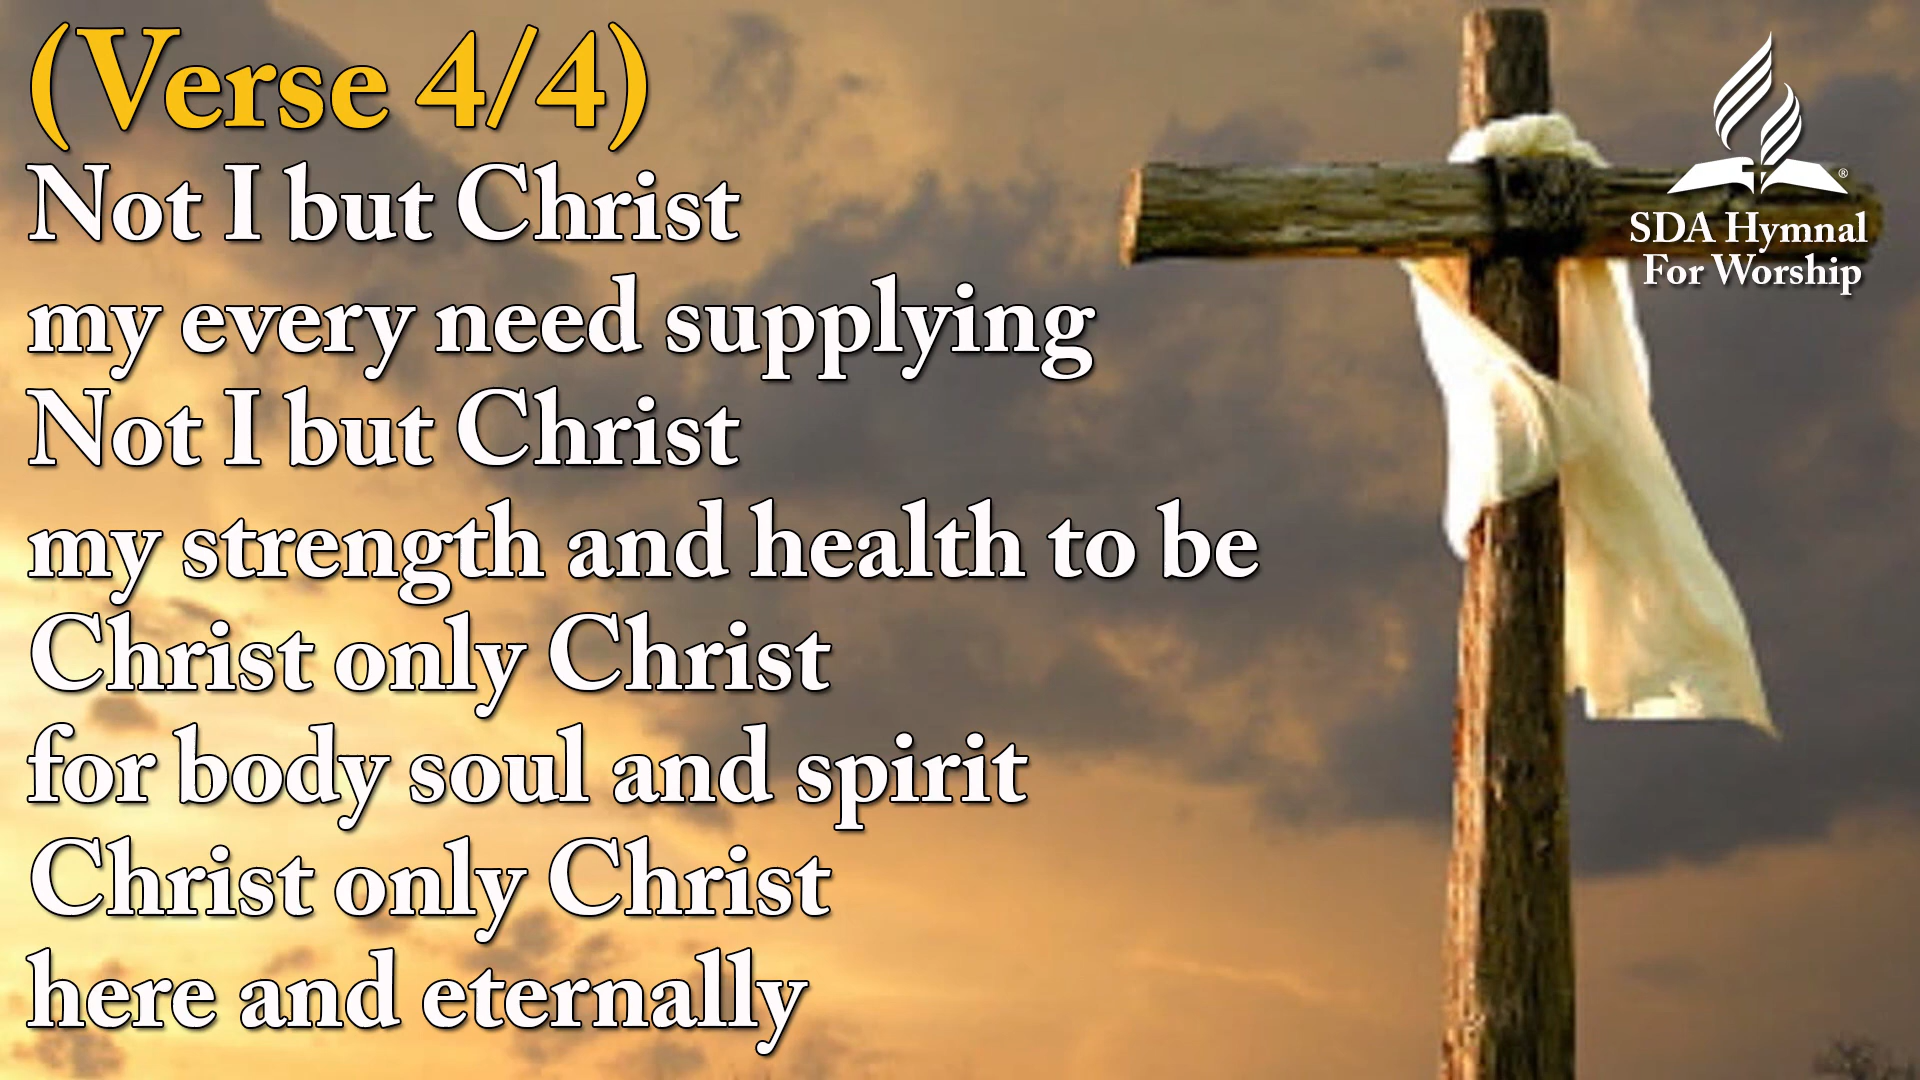 (Verse 4/4)
Not I but Christ
my every need supplying
Not I but Christ
my strength and health to be
Christ only Christ
for body soul and spirit
Christ only Christ
here and eternally
®
SDA Hymnal
For Worship